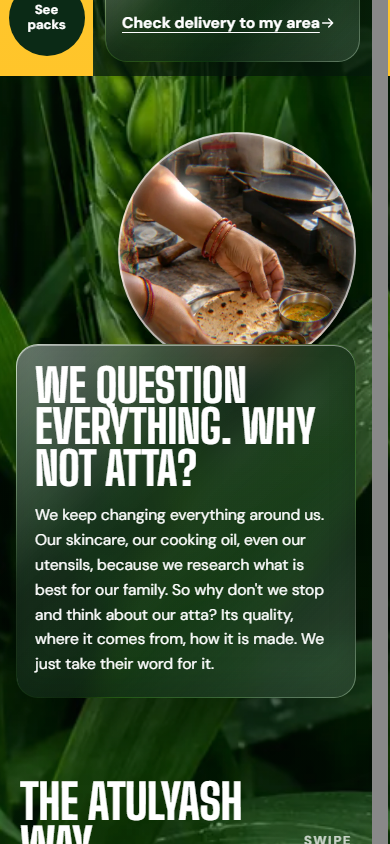 See
packs
Check delivery to my area→
WE QUESTION
EVERYTHING. WHY
NOT ATTA?
We keep changing everything around us.
Our skincare, our cooking oil, even our
utensils, because we research what is
best for our family. So why don't we stop
and think about our atta? Its quality,
where it comes from, how it is made. We
just take their word for it.
THE ATULYASH
WAY
SWIPE